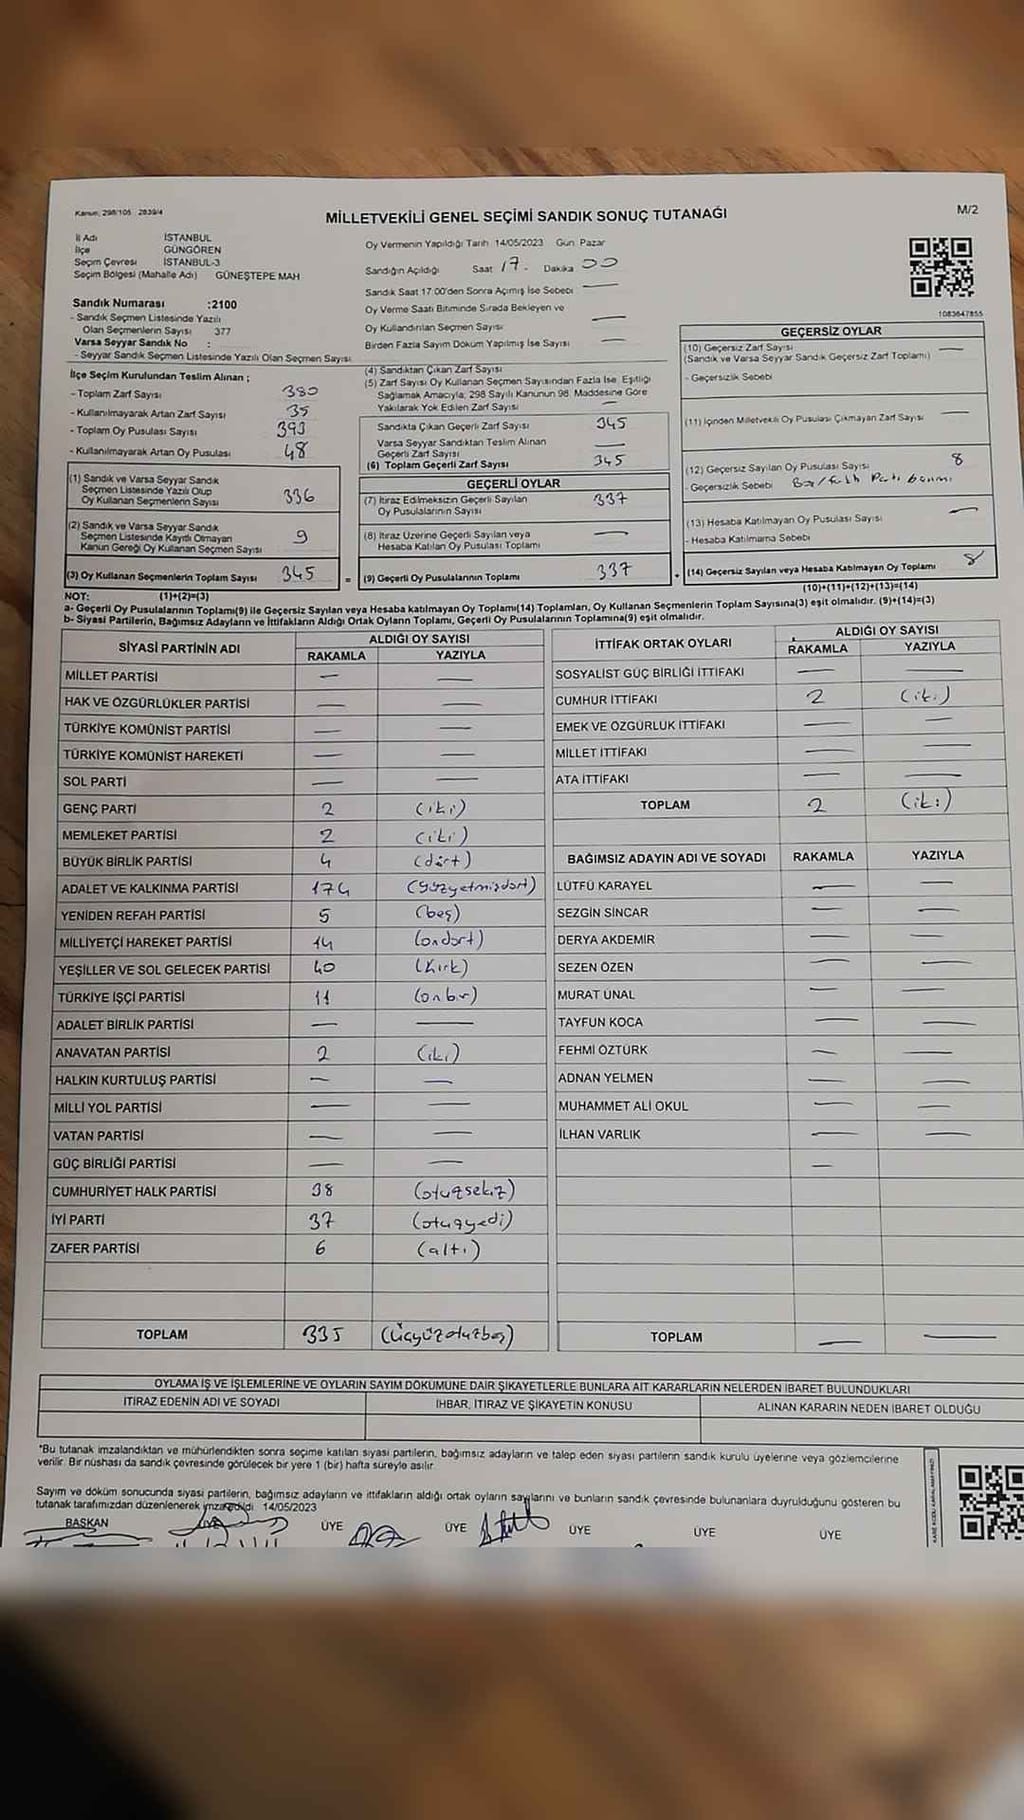 Kanun: 298/105 2839/4
MİLLETVEKİLİ GENEL SEÇİMİ SANDIK SONUÇ TUTANAĞI
M/2
İl Adı İSTANBUL
İlçe GÜNGÖREN
Seçim Çevresi İSTANBUL-3
Seçim Bölgesi (Mahalle Adı) GÜNEŞTEPE MAH
Oy Vermenin Yapıldığı Tarih 14/05/2023 Gün Pazar
Sandığın Açıldığı Saat 17 - Dakika 00
Sandık Saat 17:00'den Sonra Açımış İse Sebebi —
Oy Verme Saati Bitiminde Sırada Bekleyen ve
Oy Kullandırılan Seçmen Sayısı —
Birden Fazla Sayım Döküm Yapılmış İse Sayısı —
1083647855
Sandık Numarası :2100
- Sandık Seçmen Listesinde Yazılı
Olan Seçmenlerin Sayısı 377
Varsa Seyyar Sandık No :
- Seyyar Sandık Seçmen Listesinde Yazılı Olan Seçmen Sayısı:
İlçe Seçim Kurulundan Teslim Alınan ;
- Toplam Zarf Sayısı 380
- Kullanılmayarak Artan Zarf Sayısı 35
- Toplam Oy Pusulası Sayısı 393
- Kullanılmayarak Artan Oy Pusulası 48
(1) Sandık ve Varsa Seyyar Sandık
Seçmen Listesinde Yazılı Olup
Oy Kullanan Seçmenlerin Sayısı 336
(2) Sandık ve Varsa Seyyar Sandık
Seçmen Listesinde Kayıtlı Olmayan
Kanun Gereği Oy Kullanan Seçmen Sayısı 9
(3) Oy Kullanan Seçmenlerin Toplam Sayısı 345 =
(4) Sandıktan Çıkan Zarf Sayısı
(5) Zarf Sayısı Oy Kullanan Seçmen Sayısından Fazla İse, Eşitliği
Sağlamak Amacıyla; 298 Sayılı Kanunun 98. Maddesine Göre
Yakılarak Yok Edilen Zarf Sayısı —
Sandıkta Çıkan Geçerli Zarf Sayısı 345
Varsa Seyyar Sandıktan Teslim Alınan
Geçerli Zarf Sayısı —
(6) Toplam Geçerli Zarf Sayısı 345
GEÇERLİ OYLAR
(7) İtiraz Edilmeksizin Geçerli Sayılan
Oy Pusulalarının Sayısı 337
(8) İtiraz Üzerine Geçerli Sayılan veya
Hesaba Katılan Oy Pusulası Toplamı —
(9) Geçerli Oy Pusulalarının Toplamı 337 +
GEÇERSİZ OYLAR
(10) Geçersiz Zarf Sayısı —
(Sandık ve Varsa Seyyar Sandık Geçersiz Zarf Toplamı)
- Geçersizlik Sebebi
(11) İçinden Milletvekili Oy Pusulası Çıkmayan Zarf Sayısı —
(12) Geçersiz Sayılan Oy Pusulası Sayısı 8
- Geçersizlik Sebebi
(13) Hesaba Katılmayan Oy Pusulası Sayısı —
- Hesaba Katılmama Sebebi
(14) Geçersiz Sayılan veya Hesaba Katılmayan Oy Toplamı 8
NOT: (1)+(2)=(3) (10)+(11)+(12)+(13)=(14)
a- Geçerli Oy Pusulalarının Toplamı(9) ile Geçersiz Sayılan veya Hesaba katılmayan Oy Toplamı(14) Toplamları, Oy Kullanan Seçmenlerin Toplam Sayısına(3) eşit olmalıdır. (9)+(14)=(3)
b- Siyasi Partilerin, Bağımsız Adayların ve İttifakların Aldığı Ortak Oyların Toplamı, Geçerli Oy Pusulalarının Toplamına(9) eşit olmalıdır.
SİYASİ PARTİNİN ADI ALDIĞI OY SAYISI
RAKAMLA YAZIYLA
MİLLET PARTİSİ — —
HAK VE ÖZGÜRLÜKLER PARTİSİ — —
TÜRKİYE KOMÜNİST PARTİSİ — —
TÜRKİYE KOMÜNİST HAREKETİ — —
SOL PARTİ — —
GENÇ PARTİ 2 (iki)
MEMLEKET PARTİSİ 2 (iki)
BÜYÜK BİRLİK PARTİSİ 4 (dört)
ADALET VE KALKINMA PARTİSİ 174 (yüzyetmişdört)
YENİDEN REFAH PARTİSİ 5 (beş)
MİLLİYETÇİ HAREKET PARTİSİ 14 (ondört)
YEŞİLLER VE SOL GELECEK PARTİSİ 40 (kırk)
TÜRKİYE İŞÇİ PARTİSİ 11 (onbir)
ADALET BİRLİK PARTİSİ — —
ANAVATAN PARTİSİ 2 (iki)
HALKIN KURTULUŞ PARTİSİ — —
MİLLİ YOL PARTİSİ — —
VATAN PARTİSİ — —
GÜÇ BİRLİĞİ PARTİSİ — —
CUMHURİYET HALK PARTİSİ 38 (otuzsekiz)
İYİ PARTİ 37 (otuzyedi)
ZAFER PARTİSİ 6 (altı)
TOPLAM 335 (üçyüzotuzbeş)
İTTİFAK ORTAK OYLARI ALDIĞI OY SAYISI
RAKAMLA YAZIYLA
SOSYALİST GÜÇ BİRLİĞİ İTTİFAKI — —
CUMHUR İTTİFAKI 2 (iki)
EMEK VE ÖZGÜRLÜK İTTİFAKI — —
MİLLET İTTİFAKI — —
ATA İTTİFAKI — —
TOPLAM 2 (iki)
BAĞIMSIZ ADAYIN ADI VE SOYADI RAKAMLA YAZIYLA
LÜTFÜ KARAYEL — —
SEZGİN SİNCAR — —
DERYA AKDEMİR — —
SEZEN ÖZEN — —
MURAT ÜNAL — —
TAYFUN KOCA — —
FEHMİ ÖZTÜRK — —
ADNAN YELMEN — —
MUHAMMET ALİ OKUL — —
İLHAN VARLIK — —
—
TOPLAM — —
OYLAMA İŞ VE İŞLEMLERİNE VE OYLARIN SAYIM DÖKÜMÜNE DAİR ŞİKAYETLERLE BUNLARA AİT KARARLARIN NELERDEN İBARET BULUNDUKLARI
İTİRAZ EDENİN ADI VE SOYADI İHBAR, İTİRAZ VE ŞİKAYETİN KONUSU ALINAN KARARIN NEDEN İBARET OLDUĞU
*Bu tutanak imzalandıktan ve mühürlendikten sonra seçime katılan siyasi partilerin, bağımsız adayların ve talep eden siyasi partilerin sandık kurulu üyelerine veya gözlemcilerine
verilir. Bir nüshası da sandık çevresinde görülecek bir yere 1 (bir) hafta süreyle asılır.
Sayım ve döküm sonucunda siyasi partilerin, bağımsız adayların ve ittifakların aldığı ortak oyların sayılarını ve bunların sandık çevresinde bulunanlara duyrulduğunu gösteren bu
tutanak tarafımızdan düzenlenerek imza edildi. 14/05/2023
BAŞKAN ÜYE ÜYE ÜYE ÜYE ÜYE ÜYE